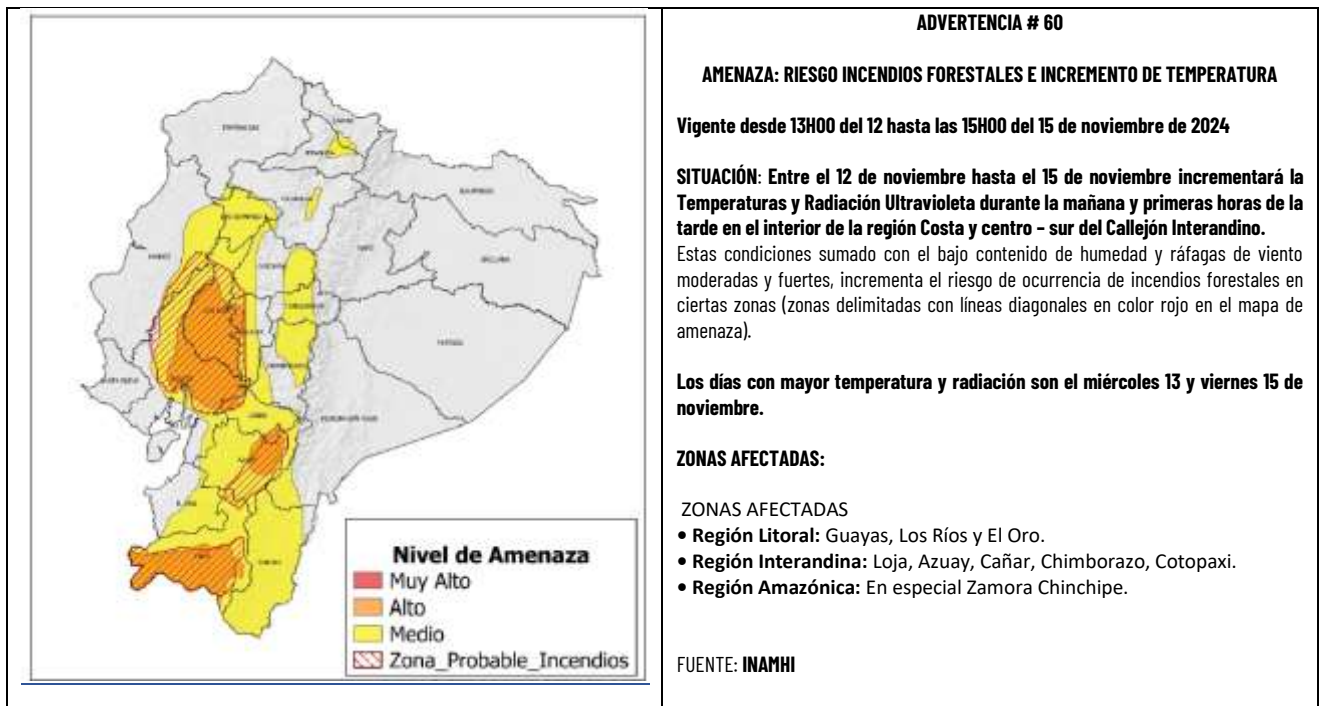 Nivel de Amenaza
Muy Alto
Alto
Medio
Zona_Probable_Incendios
ADVERTENCIA # 60
AMENAZA: RIESGO INCENDIOS FORESTALES E INCREMENTO DE TEMPERATURA
Vigente desde 13H00 del 12 hasta las 15H00 del 15 de noviembre de 2024
SITUACIÓN: Entre el 12 de noviembre hasta el 15 de noviembre incrementará la
Temperaturas y Radiación Ultravioleta durante la mañana y primeras horas de la
tarde en el interior de la región Costa y centro – sur del Callejón Interandino.
Estas condiciones sumado con el bajo contenido de humedad y ráfagas de viento
moderadas y fuertes, incrementa el riesgo de ocurrencia de incendios forestales en
ciertas zonas (zonas delimitadas con líneas diagonales en color rojo en el mapa de
amenaza).
Los días con mayor temperatura y radiación son el miércoles 13 y viernes 15 de
noviembre.
ZONAS AFECTADAS:
ZONAS AFECTADAS
• Región Litoral: Guayas, Los Ríos y El Oro.
• Región Interandina: Loja, Azuay, Cañar, Chimborazo, Cotopaxi.
• Región Amazónica: En especial Zamora Chinchipe.
FUENTE: INAMHI